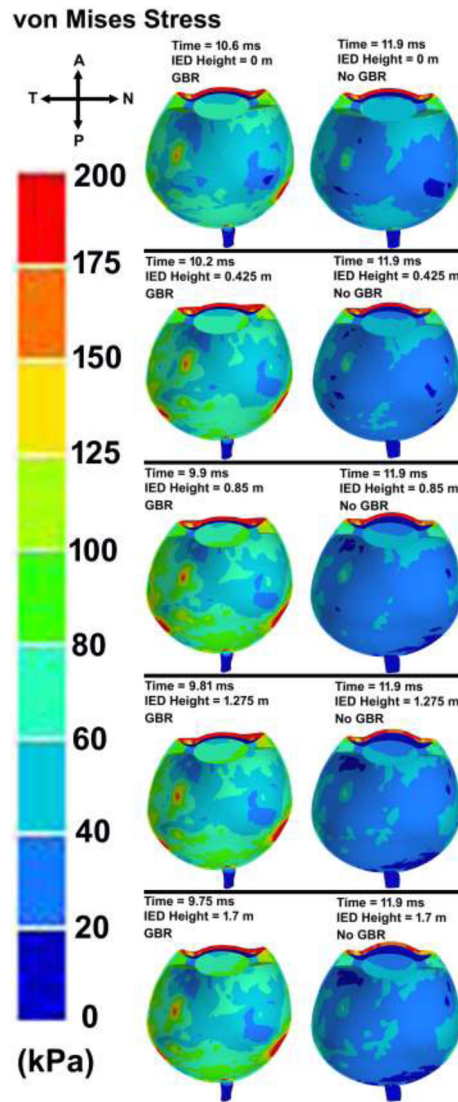 von Mises Stress
A
T
N
P
200
175
150
125
100
80
60
40
20
0
(kPa)
Time = 10.6 ms
IED Height = 0 m
GBR
Time = 11.9 ms
IED Height = 0 m
No GBR
Time = 10.2 ms
IED Height = 0.425 m
GBR
Time = 11.9 ms
IED Height = 0.425 m
No GBR
Time = 9.9 ms
IED Height = 0.85 m
GBR
Time = 11.9 ms
IED Height = 0.85 m
No GBR
Time = 9.81 ms
IED Height = 1.275 m
GBR
Time = 11.9 ms
IED Height = 1.275 m
No GBR
Time = 9.75 ms
IED Height = 1.7 m
GBR
Time = 11.9 ms
IED Height = 1.7 m
No GBR